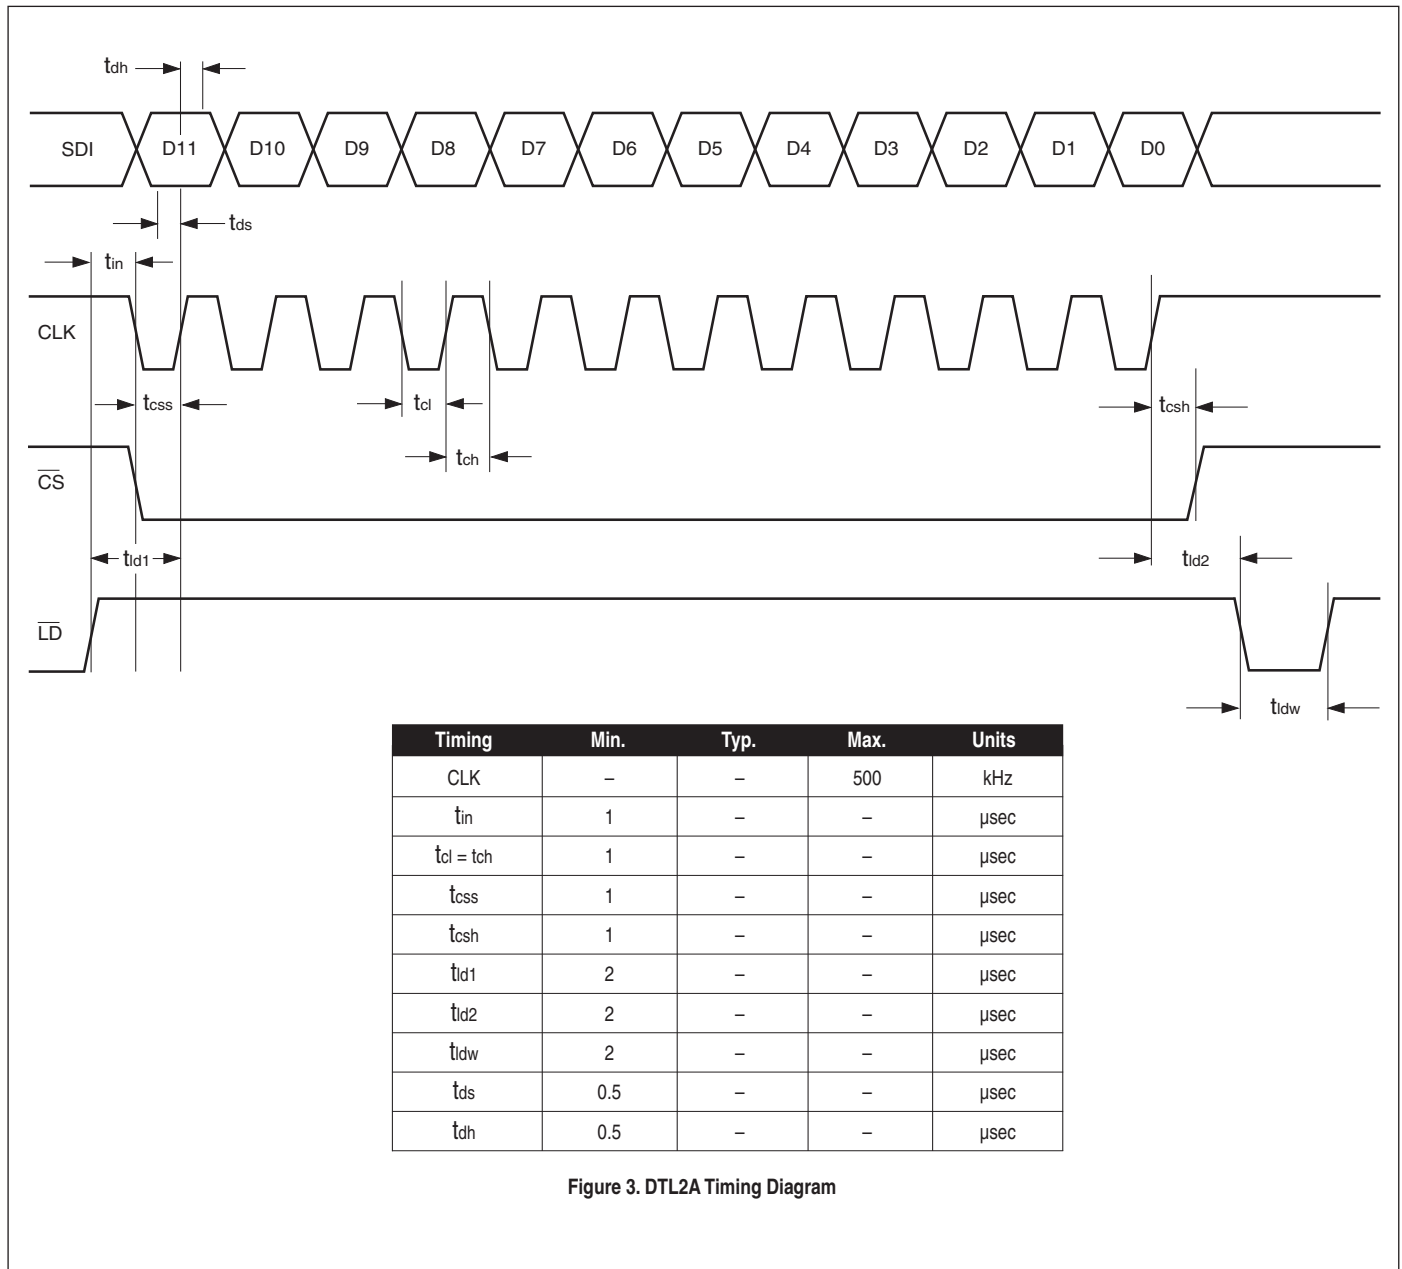 tdh
SDI D11 D10 D9 D8 D7 D6 D5 D4 D3 D2 D1 D0
tds
tin
CLK
tcss tcl tcsh
tch
CS
tld1 tld2
LD
tldw
Timing Min. Typ. Max. Units
CLK – – 500 kHz
tin 1 – – µsec
tcl = tch 1 – – µsec
tcss 1 – – µsec
tcsh 1 – – µsec
tld1 2 – – µsec
tld2 2 – – µsec
tldw 2 – – µsec
tds 0.5 – – µsec
tdh 0.5 – – µsec
Figure 3. DTL2A Timing Diagram